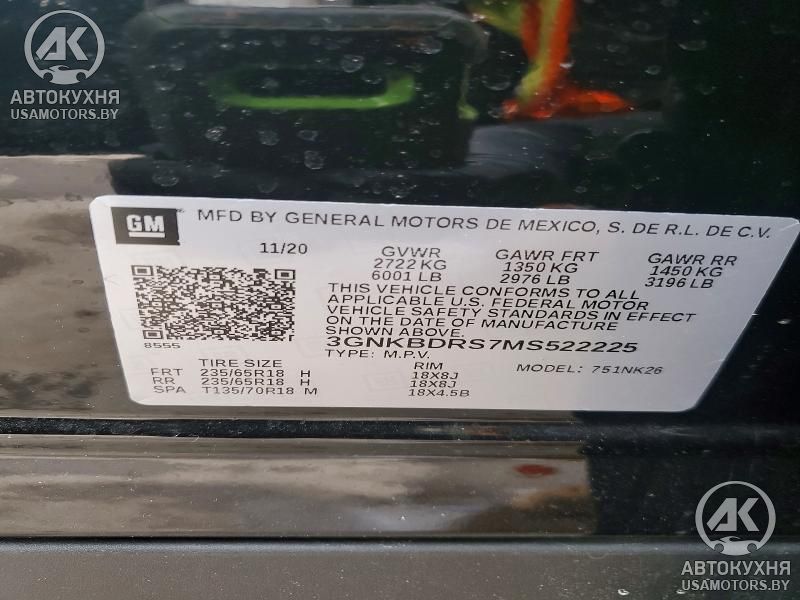 AK
АВТОКУХНЯ
USAMOTORS.BY
GM MFD BY GENERAL MOTORS DE MEXICO, S. DE R.L. DE C.V.
11/20 GVWR GAWR FRT GAWR RR
2722 KG 1350 KG 1450 KG
6001 LB 2976 LB 3196 LB
THIS VEHICLE CONFORMS TO ALL
APPLICABLE U.S. FEDERAL MOTOR
VEHICLE SAFETY STANDARDS IN EFFECT
ON THE DATE OF MANUFACTURE
SHOWN ABOVE.
8555 3GNKBDRS7MS522225
TYPE: M.P.V. MODEL: 751NK26
TIRE SIZE RIM
FRT 235/65R18 H 18X8J
RR 235/65R18 H 18X8J
SPA T135/70R18 M 18X4.5B
AK
АВТОКУХНЯ
USAMOTORS.BY